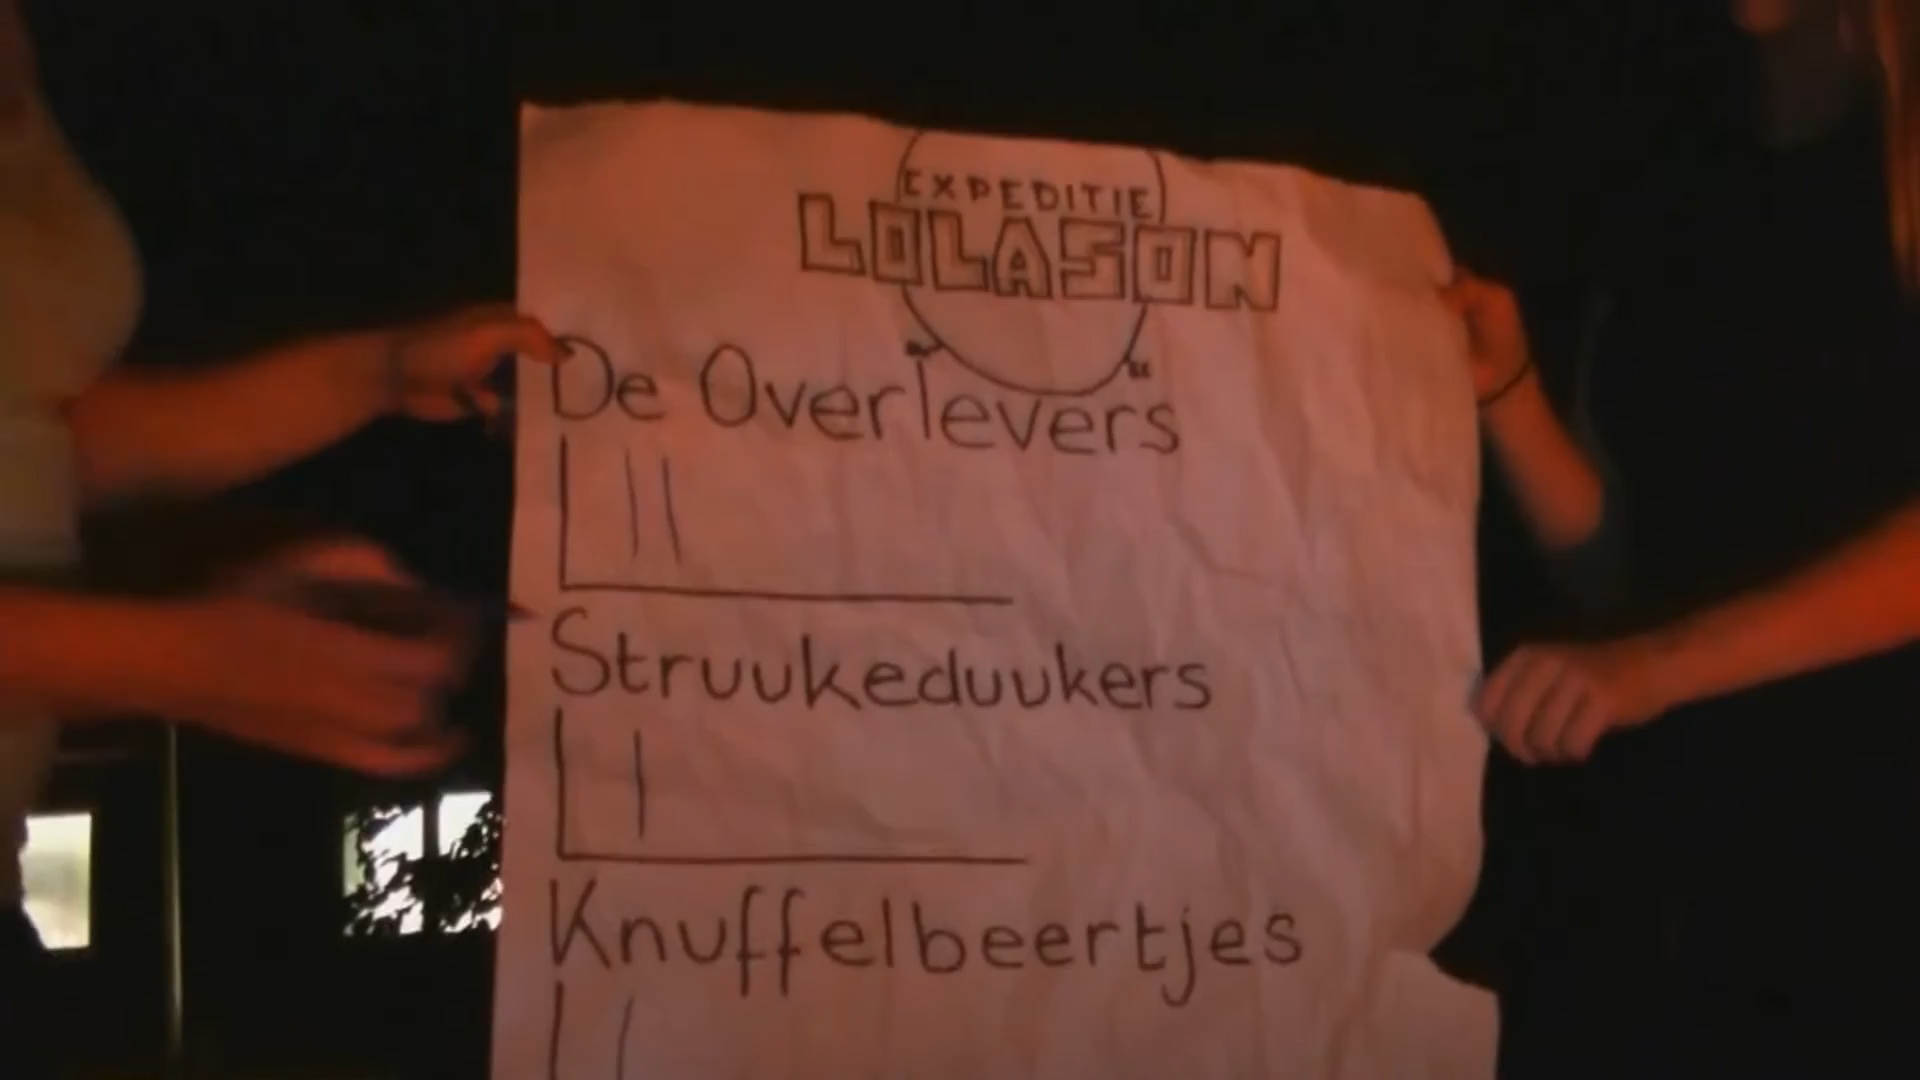 EXPEDITIE
LOLASON
De Overlevers
||
Struukeduukers
|
Knuffelbeertjes
|